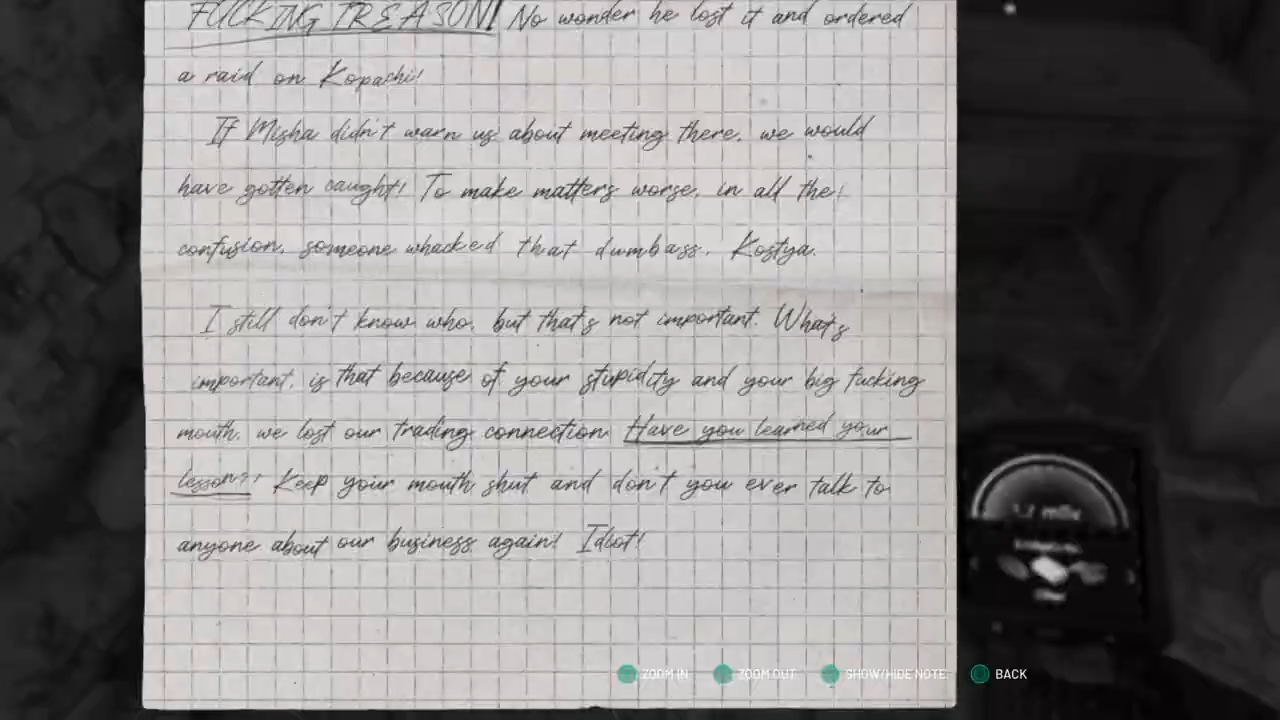 FUCKING TREASON! No wonder he lost it and ordered
a raid on Kopachi!
If Misha didn't warn us about meeting there, we would
have gotten caught! To make matters worse, in all the!
confusion, someone whacked that dumbass, Kostya.
I still don't know who, but that's not important. What's
important, is that because of your stupidity and your big fucking
mouth, we lost our trading connection. Have you learned your
lesson?! Keep your mouth shut and don't you ever talk to
anyone about our business again! Idiot!
ZOOM IN ZOOM OUT SHOW/HIDE NOTE BACK